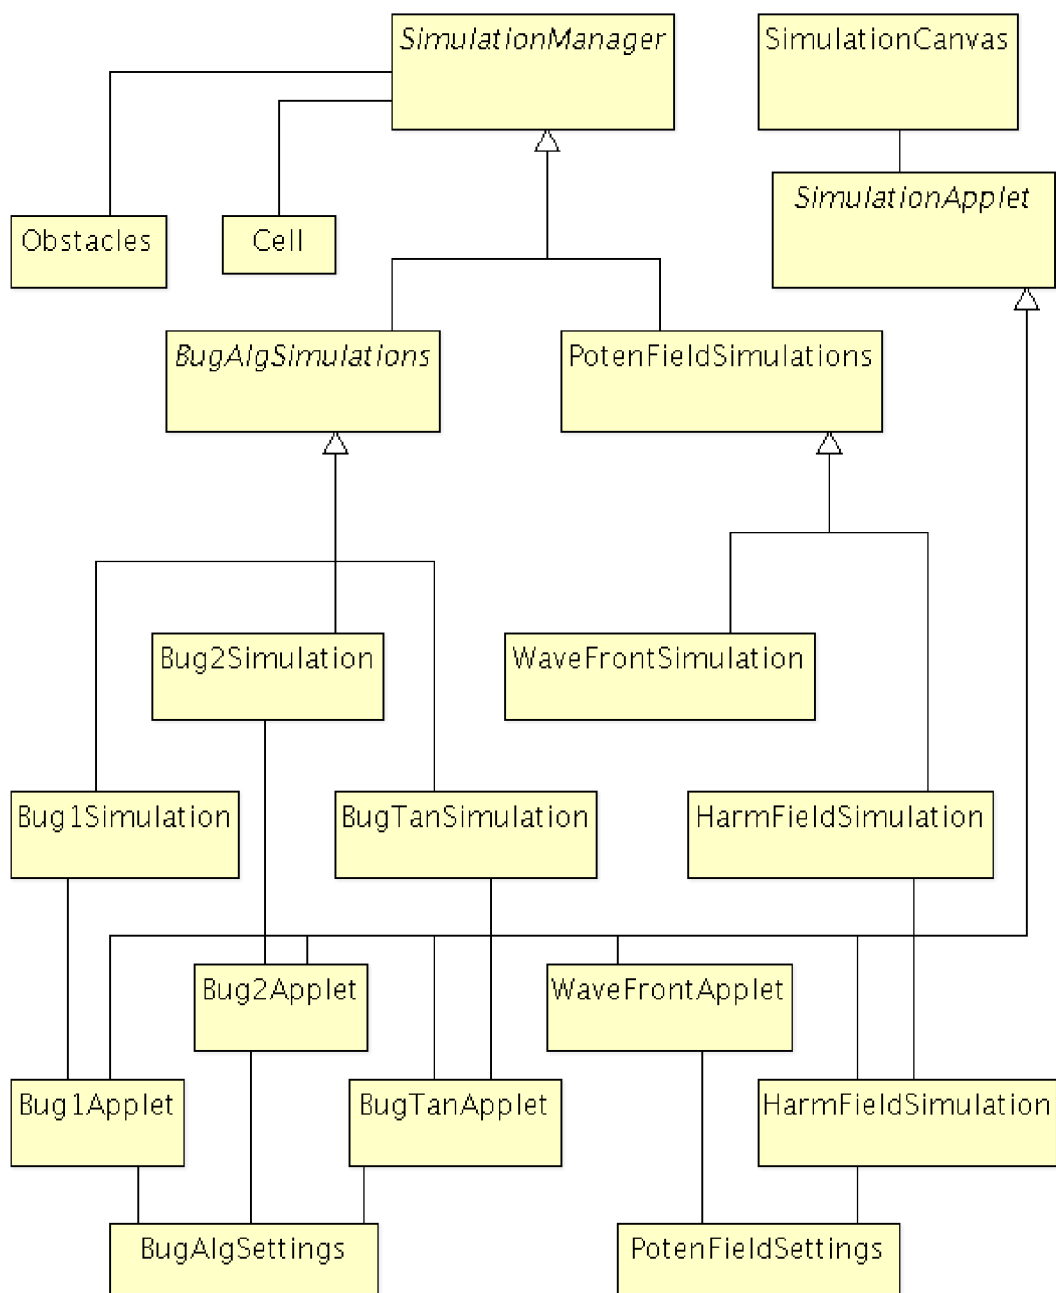 SimulationManager
SimulationCanvas
SimulationApplet
Obstacles
Cell
BugAlgSimulations
PotenFieldSimulations
Bug2Simulation
WaveFrontSimulation
Bug1Simulation
BugTanSimulation
HarmFieldSimulation
Bug2Applet
WaveFrontApplet
Bug1Applet
BugTanApplet
HarmFieldSimulation
BugAlgSettings
PotenFieldSettings